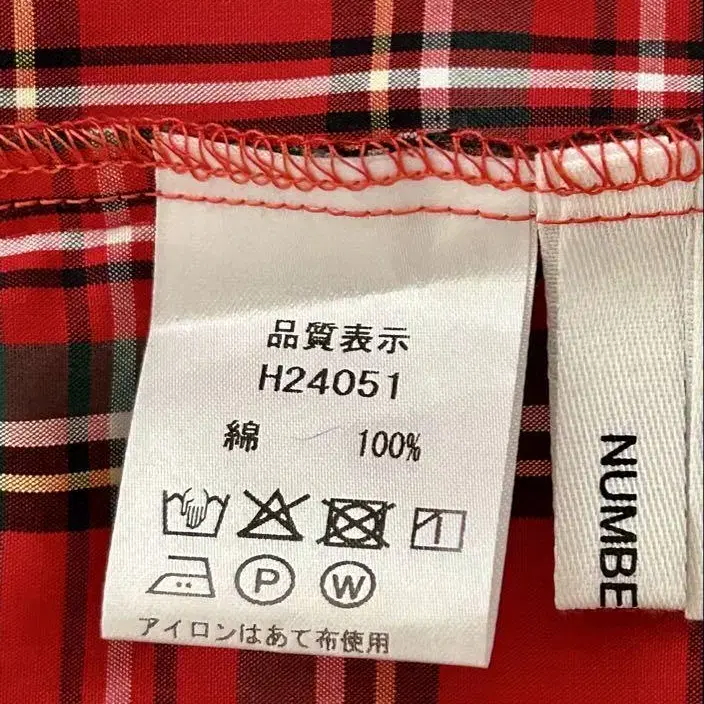 品質表示
H24051
綿 100%
P W
アイロンはあて布使用
NUMBE